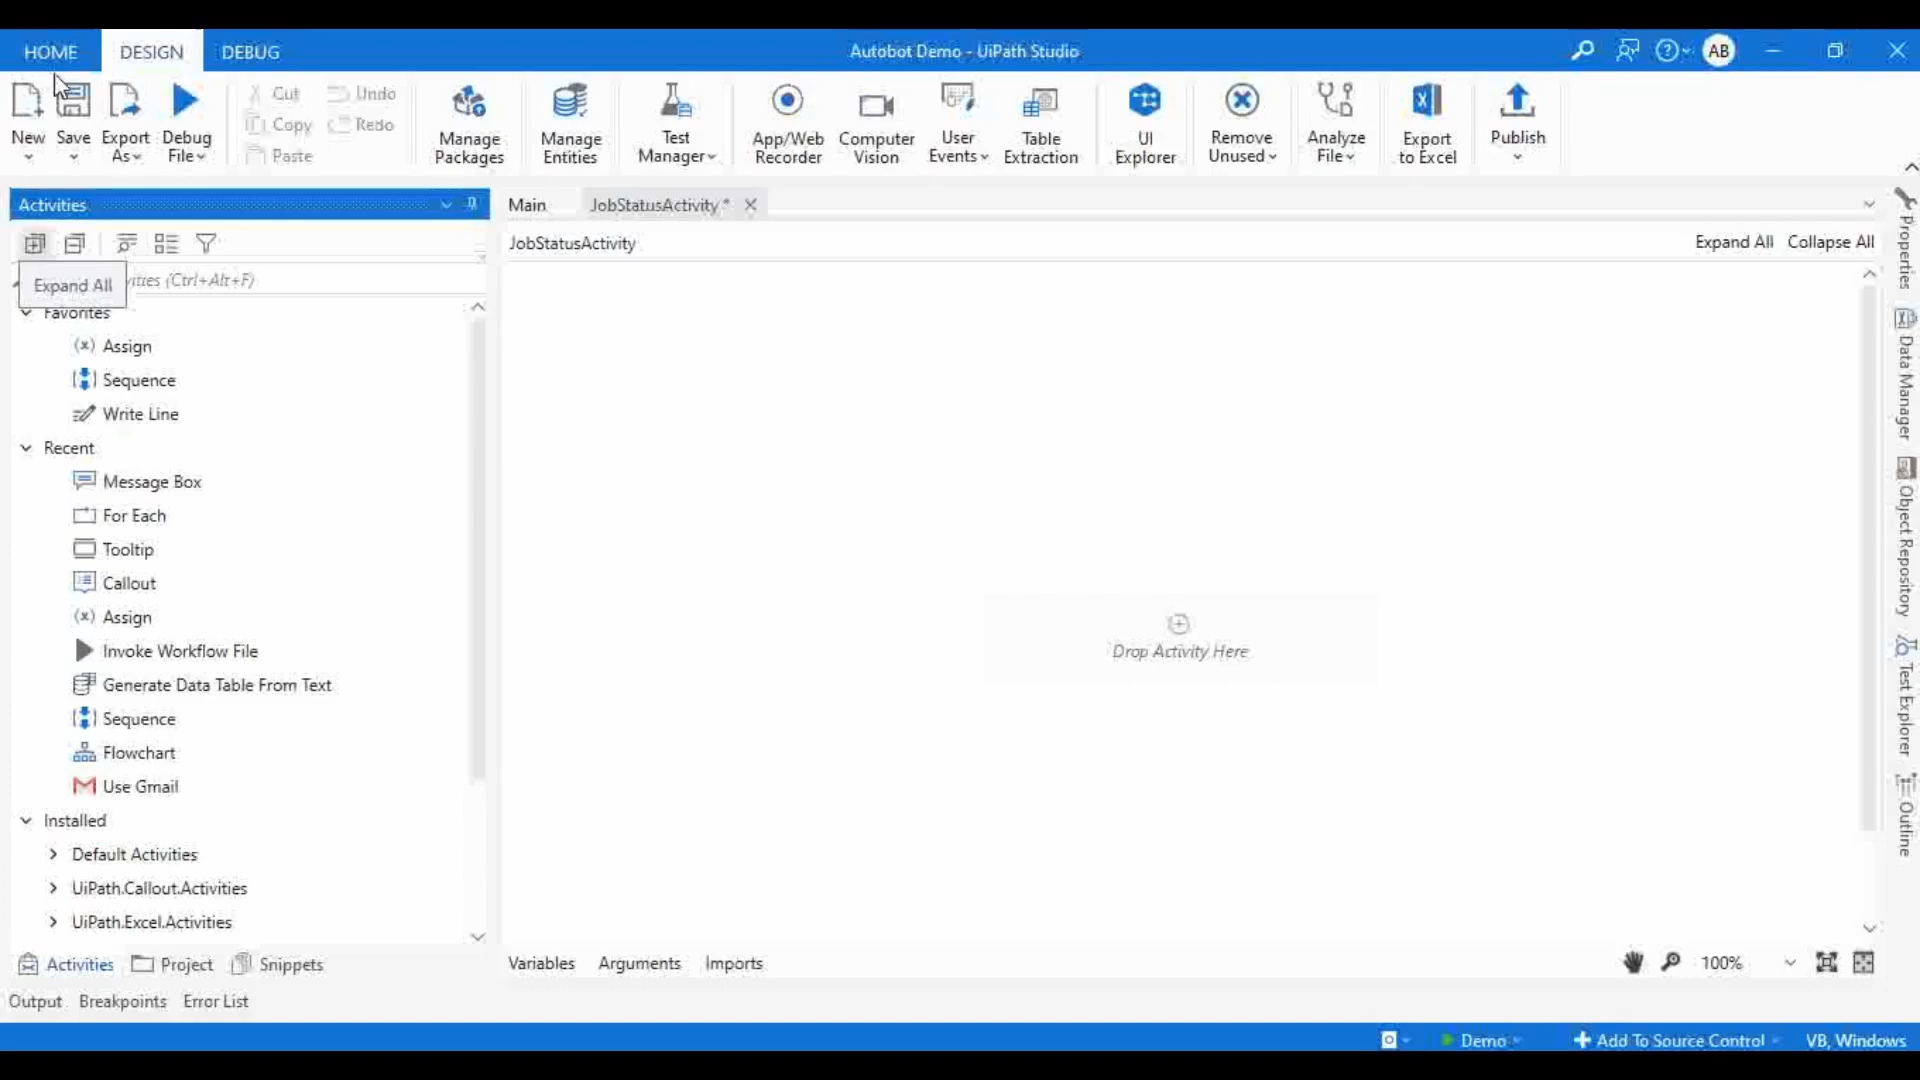 HOME DESIGN DEBUG
Autobot Demo - UiPath Studio
AB
New
Save
Export As
Debug File
Cut
Copy
Paste
Undo
Redo
Manage Packages
Manage Entities
Test Manager
App/Web Recorder
Computer Vision
User Events
Table Extraction
UI Explorer
Remove Unused
Analyze File
Export to Excel
Publish
Activities
Expand All
ities (Ctrl+Alt+F)
Favorites
Assign
Sequence
Write Line
Recent
Message Box
For Each
Tooltip
Callout
Assign
Invoke Workflow File
Generate Data Table From Text
Sequence
Flowchart
Use Gmail
Installed
Default Activities
UiPath.Callout.Activities
UiPath.Excel.Activities
Activities Project Snippets
Main JobStatusActivity *
JobStatusActivity
Expand All Collapse All
Drop Activity Here
Variables Arguments Imports
100%
Properties
Data Manager
Object Repository
Test Explorer
Outline
Output Breakpoints Error List
Demo
Add To Source Control
VB, Windows